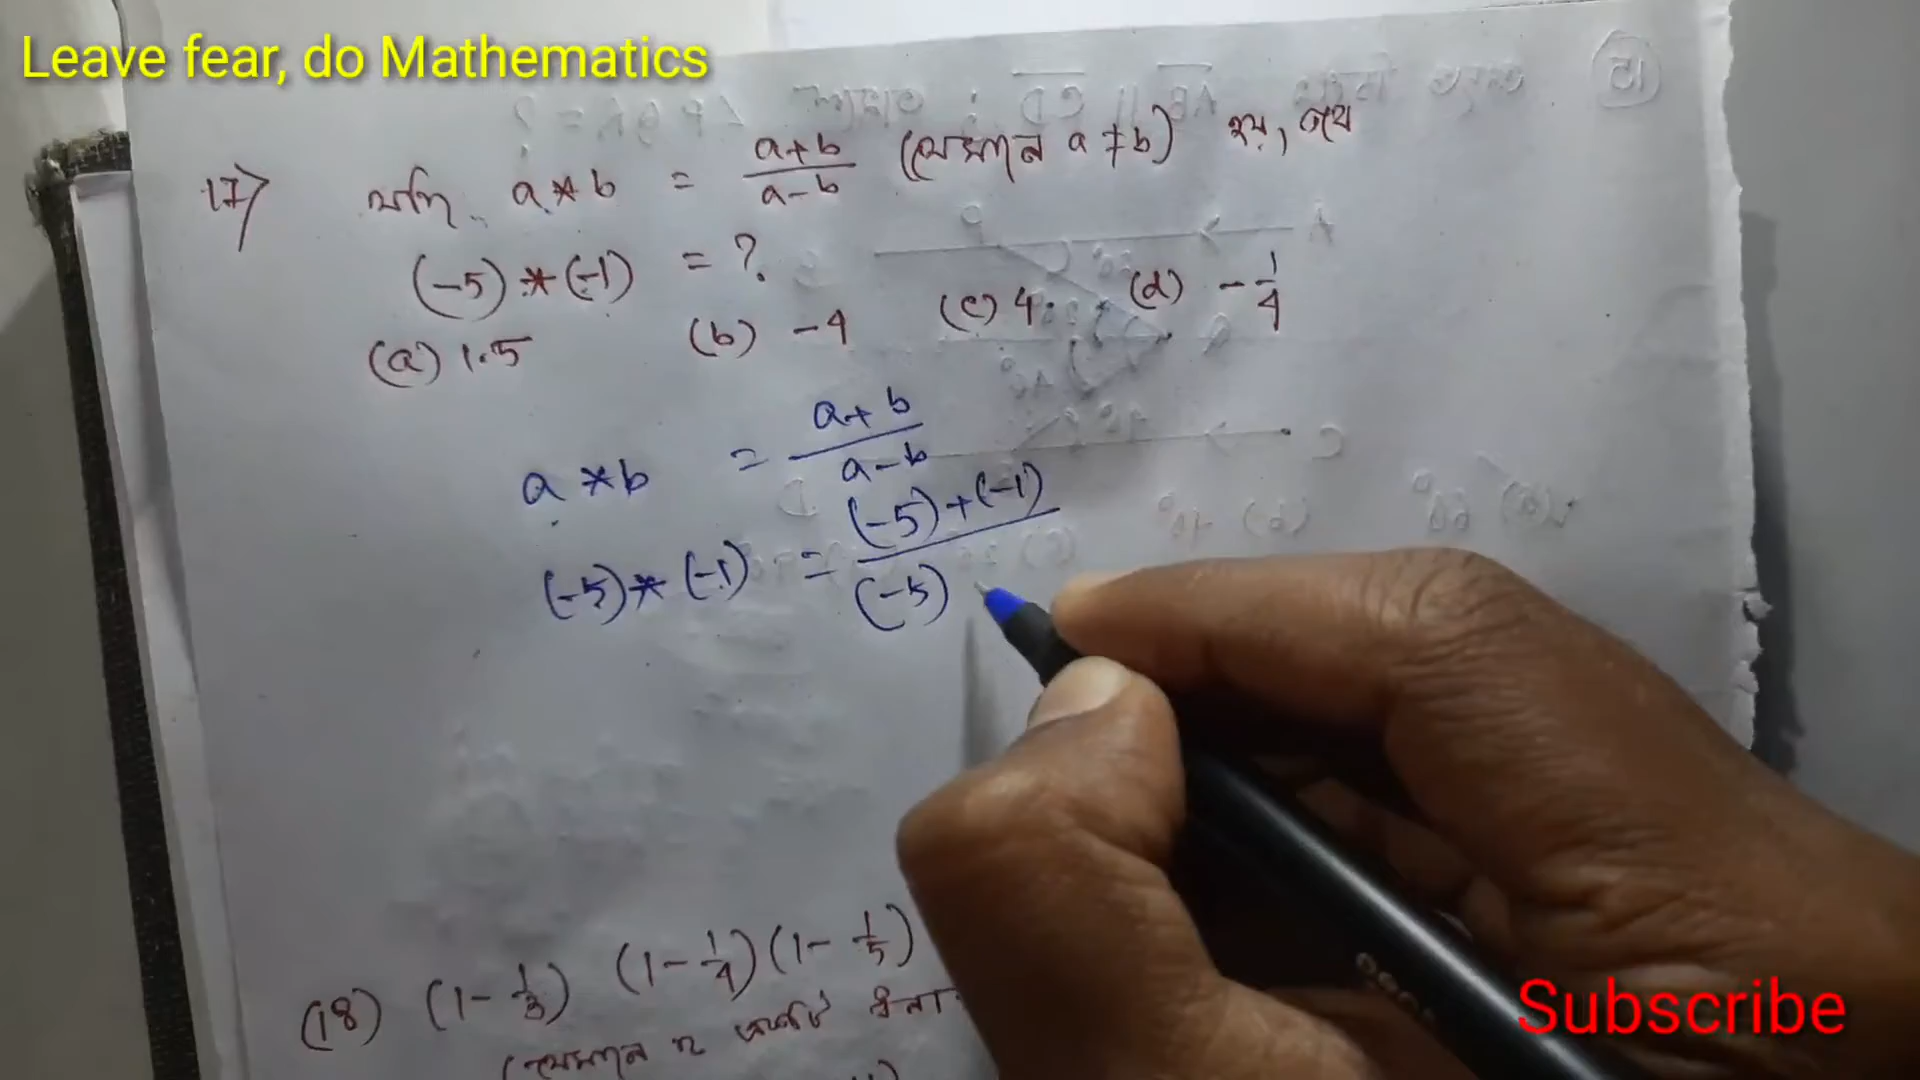 Leave fear, do Mathematics
17) যদি a * b = a+b / a-b (যেখানে a ≠ b) হয়, তবে
(-5) * (-1) = ?
(a) 1.5 (b) -4 (c) 4 (d) -1/4
a * b = a+b / a-b
(-5) * (-1) = (-5)+(-1) / (-5)
(18) (1-1/3) (1-1/4)(1-1/5)
(যেখানে n
Subscribe